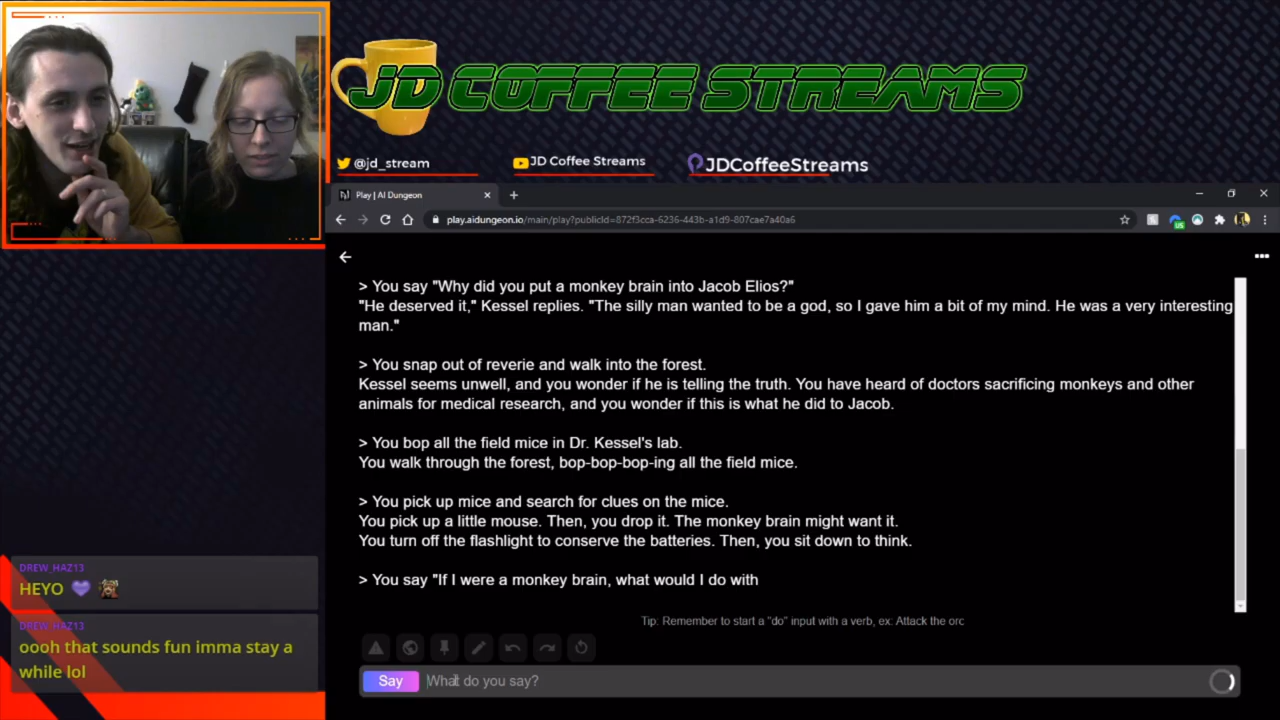 JD COFFEE STREAMS
@jd_stream
JD Coffee Streams
JDCoffeeStreams
Play | AI Dungeon
play.aidungeon.io/main/play?publicId=872f3cca-6236-443b-a1d9-807cae7a40a6
US
> You say "Why did you put a monkey brain into Jacob Elios?"
"He deserved it," Kessel replies. "The silly man wanted to be a god, so I gave him a bit of my mind. He was a very interesting
man."
> You snap out of reverie and walk into the forest.
Kessel seems unwell, and you wonder if he is telling the truth. You have heard of doctors sacrificing monkeys and other
animals for medical research, and you wonder if this is what he did to Jacob.
> You bop all the field mice in Dr. Kessel's lab.
You walk through the forest, bop-bop-bop-ing all the field mice.
> You pick up mice and search for clues on the mice.
You pick up a little mouse. Then, you drop it. The monkey brain might want it.
You turn off the flashlight to conserve the batteries. Then, you sit down to think.
> You say "If I were a monkey brain, what would I do with
Tip: Remember to start a "do" input with a verb, ex: Attack the orc
Say
What do you say?
DREW_HAZ13
HEYO
DREW_HAZ13
oooh that sounds fun imma stay a
while lol